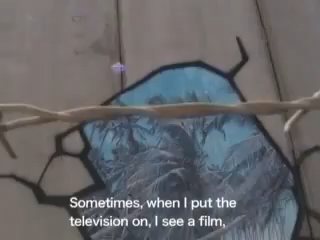 Sometimes, when I put the
television on, I see a film,